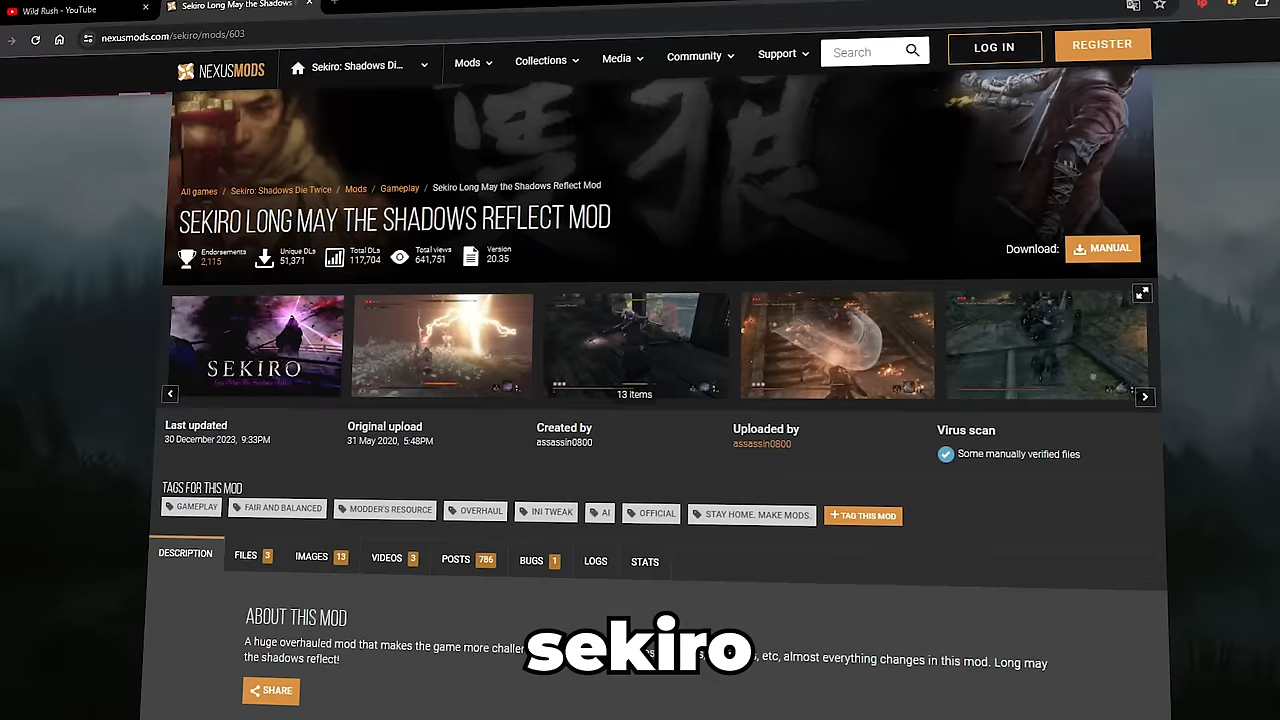 Wild Rush - YouTube
Sekiro Long May the Shadows
nexusmods.com/sekiro/mods/603
NEXUSMODS
Sekiro: Shadows Di...
Mods
Collections
Media
Community
Support
Search
LOG IN
REGISTER
隻狼
All games / Sekiro: Shadows Die Twice / Mods / Gameplay / Sekiro Long May the Shadows Reflect Mod
SEKIRO LONG MAY THE SHADOWS REFLECT MOD
Endorsements
2,115
Unique DLs
51,371
Total DLs
117,704
Total views
641,751
Version
20.35
Download:
MANUAL
SEKIRO
13 items
Last updated
30 December 2023, 9:33PM
Original upload
31 May 2020, 5:48PM
Created by
assassin0800
Uploaded by
assassin0800
Virus scan
Some manually verified files
TAGS FOR THIS MOD
GAMEPLAY
FAIR AND BALANCED
MODDER'S RESOURCE
OVERHAUL
INI TWEAK
AI
OFFICIAL
STAY HOME. MAKE MODS.
+ TAG THIS MOD
DESCRIPTION
FILES 3
IMAGES 13
VIDEOS 3
POSTS 786
BUGS 1
LOGS
STATS
ABOUT THIS MOD
A huge overhauled mod that makes the game more , etc, almost everything changes in this mod. Long may
the shadows reflect!
sekiro
SHARE